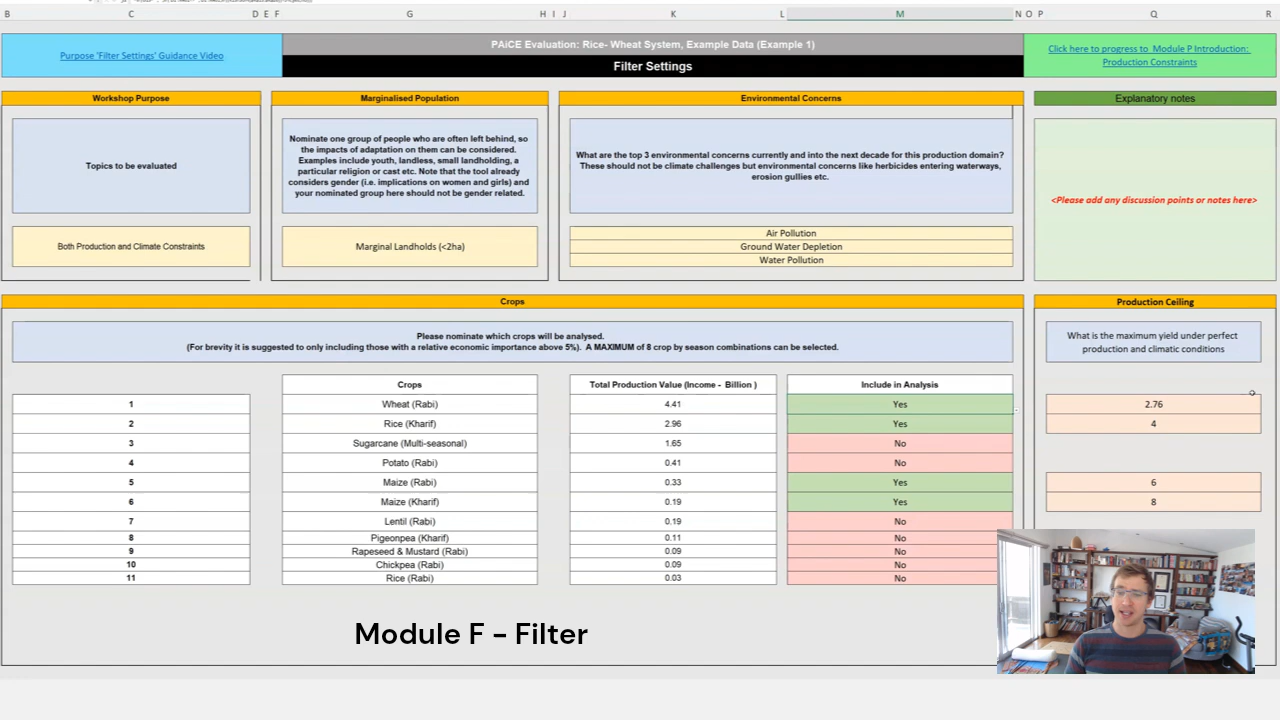 B C D E F G H I J K L M N O P Q R
Purpose 'Filter Settings' Guidance Video
PAiCE Evaluation: Rice- Wheat System, Example Data (Example 1)
Filter Settings
Click here to progress to Module P Introduction:
Production Constraints
Workshop Purpose
Topics to be evaluated
Both Production and Climate Constraints
Marginalised Population
Nominate one group of people who are often left behind, so
the impacts of adaptation on them can be considered.
Examples include youth, landless, small landholding, a
particular religion or cast etc. Note that the tool already
considers gender (i.e. implications on women and girls) and
your nominated group here should not be gender related.
Marginal Landholds (<2ha)
Environmental Concerns
What are the top 3 environmental concerns currently and into the next decade for this production domain?
These should not be climate challenges but environmental concerns like herbicides entering waterways,
erosion gullies etc.
Air Pollution
Ground Water Depletion
Water Pollution
Explanatory notes
<Please add any discussion points or notes here>
Crops
Please nominate which crops will be analysed.
(For brevity it is suggested to only including those with a relative economic importance above 5%). A MAXIMUM of 8 crop by season combinations can be selected.
Production Ceiling
What is the maximum yield under perfect
production and climatic conditions
Crops Total Production Value (Income - Billion ) Include in Analysis
1 Wheat (Rabi) 4.41 Yes 2.76
2 Rice (Kharif) 2.96 Yes 4
3 Sugarcane (Multi-seasonal) 1.65 No
4 Potato (Rabi) 0.41 No
5 Maize (Rabi) 0.33 Yes 6
6 Maize (Kharif) 0.19 Yes 8
7 Lentil (Rabi) 0.19 No
8 Pigeonpea (Kharif) 0.11 No
9 Rapeseed & Mustard (Rabi) 0.09 No
10 Chickpea (Rabi) 0.09 No
11 Rice (Rabi) 0.03 No
Module F – Filter